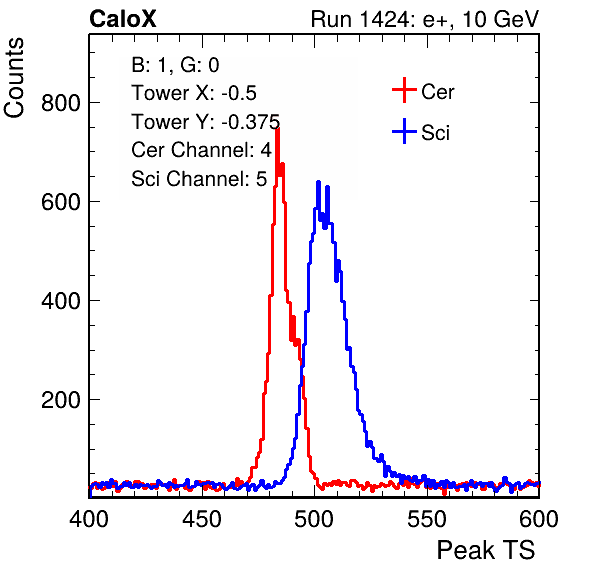 CaloX Run 1424: e+, 10 GeV
Counts
B: 1, G: 0
Tower X: -0.5
Tower Y: -0.375
Cer Channel: 4
Sci Channel: 5
Cer
Sci
800
600
400
200
400 450 500 550 600
Peak TS